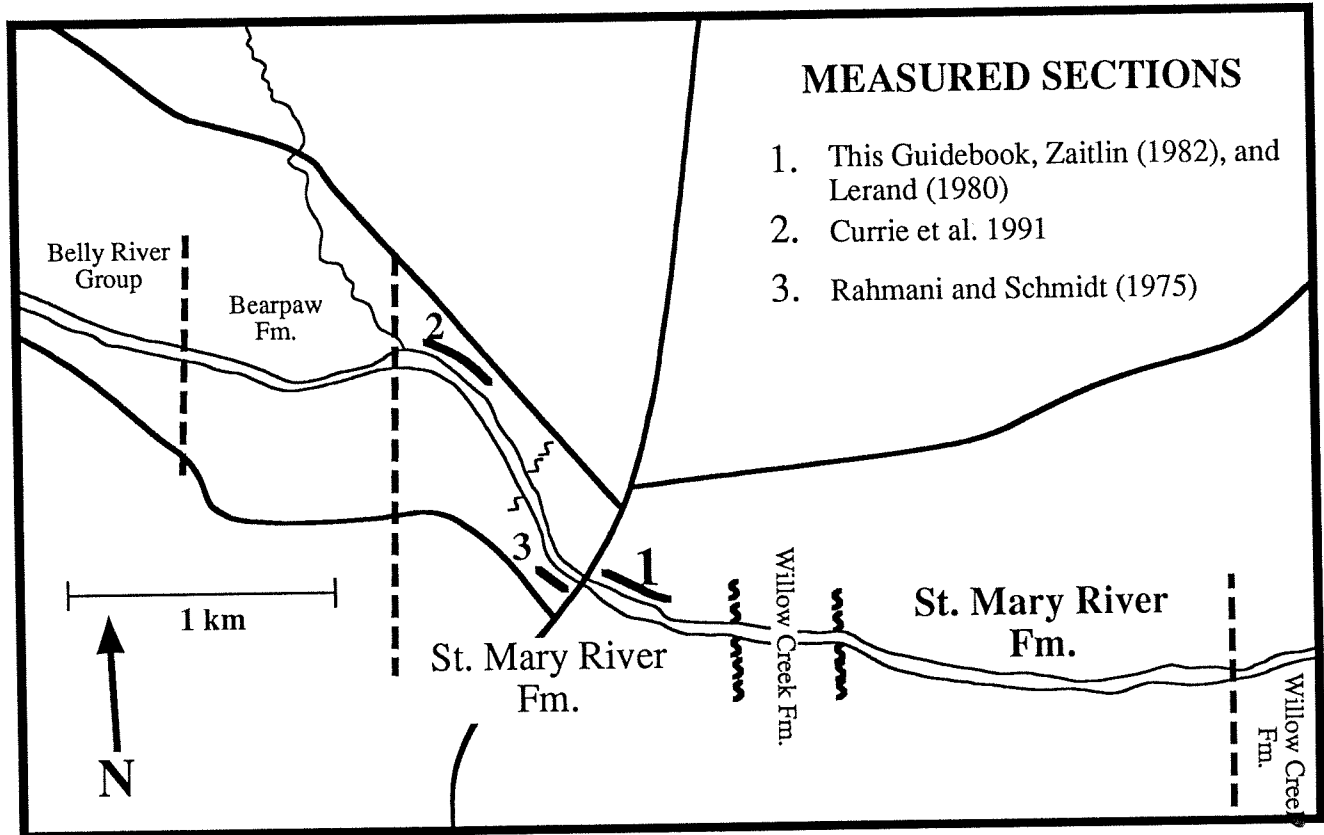 MEASURED SECTIONS
1. This Guidebook, Zaitlin (1982), and
Lerand (1980)
2. Currie et al. 1991
3. Rahmani and Schmidt (1975)
Belly River
Group
Bearpaw
Fm.
2
3
1
1 km
N
St. Mary River
Fm.
Willow Creek Fm.
St. Mary River
Fm.
Willow Creek
Fm.